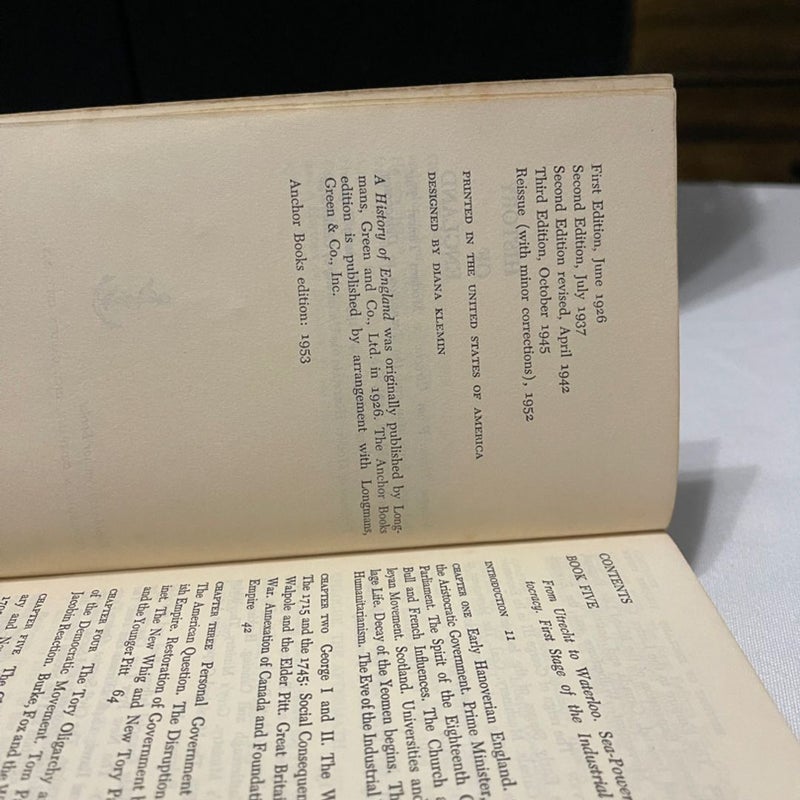 First Edition, June 1926
Second Edition, July 1937
Second Edition revised, April 1942
Third Edition, October 1945
Reissue (with minor corrections), 1952
PRINTED IN THE UNITED STATES OF AMERICA
DESIGNED BY DIANA KLEMIN
A History of England was originally published by Long-
mans, Green and Co., Ltd. in 1926. The Anchor Books
edition is published by arrangement with Longmans,
Green & Co., Inc.
Anchor Books edition: 1953
CONTENTS
BOOK FIVE
From Utrecht to Waterloo. Sea-Power
tocracy. First Stage of the Industrial
INTRODUCTION 11
CHAPTER ONE Early Hanoverian England.
the Aristocratic Government. Prime Minister,
Parliament. The Spirit of the Eighteenth
Bull and French Influences. The Church
leyan Movement. Scotland. Universities and
lage Life. Decay of the Yeomen begins. Th
Humanitarianism. The Eve of the Industrial
CHAPTER TWO George I and II. The W
The 1715 and the 1745: Social Consequen
Walpole and the Elder Pitt. Great Britai
War. Annexation of Canada and Foundati
Empire 42
CHAPTER THREE Personal Government
The American Question. The Disruption
ish Empire. Restoration of Government
inet. The New Whig and New Tory Pa
and the Younger Pitt 64
CHAPTER FOUR The Tory Oligarchy
of the Democratic Movement. Tom P
Jacobin Reaction. Burke, Fox and the
CHAPTER FIVE
ary and
The